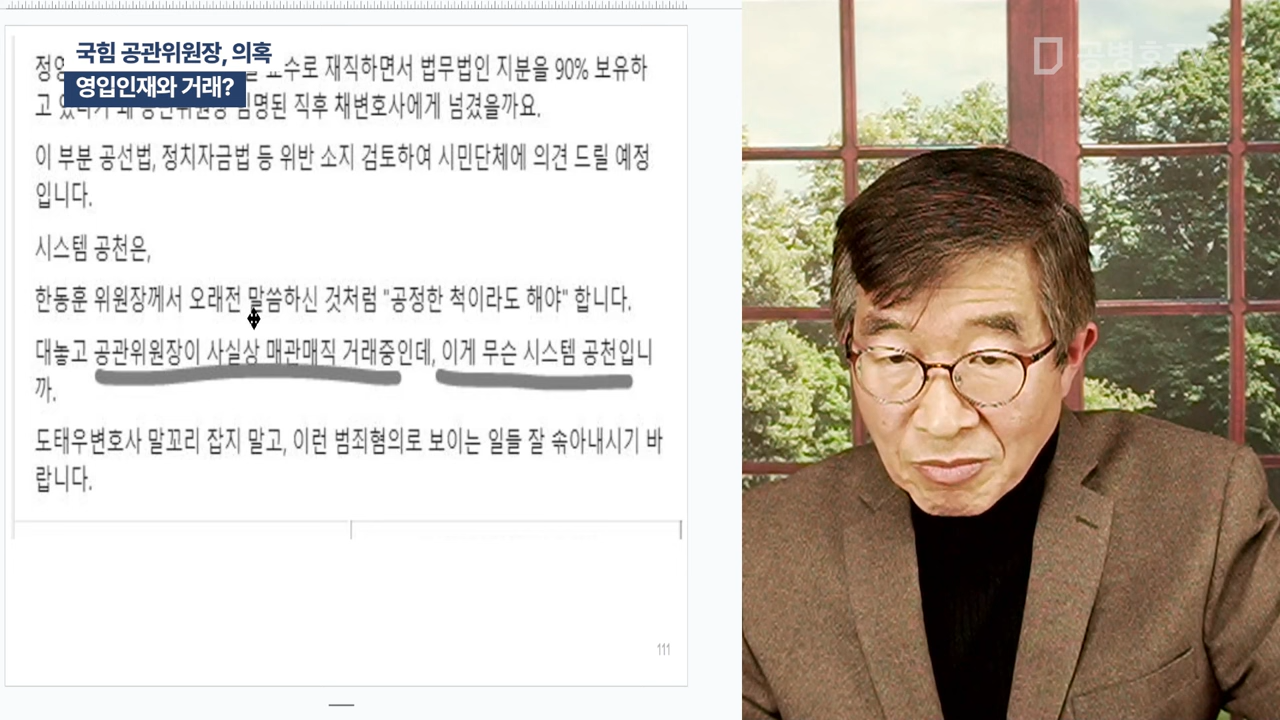 국힘 공관위원장, 의혹
영입인재와 거래?
교수로 재직하면서 법무법인 지분을 90% 보유하
고 임명된 직후 채변호사에게 넘겼을까요.
이 부분 공선법, 정치자금법 등 위반 소지 검토하여 시민단체에 의견 드릴 예정
입니다.
시스템 공천은,
한동훈 위원장께서 오래전 말씀하신 것처럼 "공정한 척이라도 해야" 합니다.
대놓고 공관위원장이 사실상 매관매직 거래중인데, 이게 무슨 시스템 공천입니
까.
도태우변호사 말꼬리 잡지 말고, 이런 범죄혐의로 보이는 일들 잘 솎아내시기 바
랍니다.
111